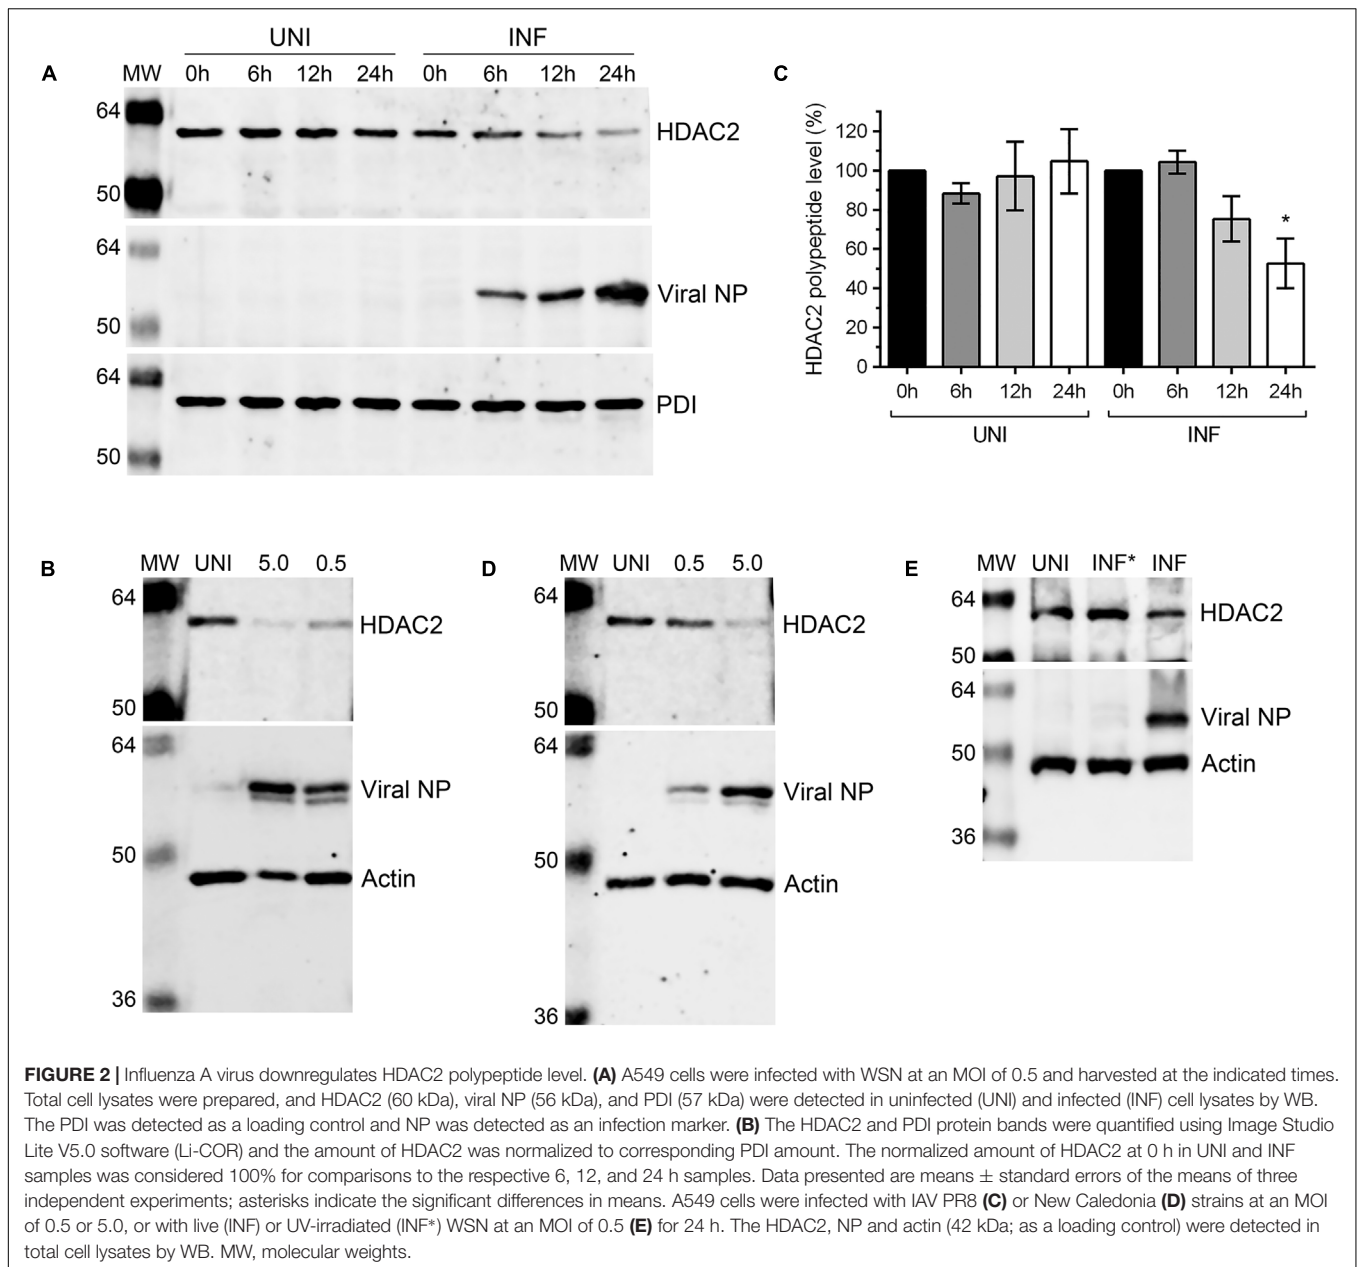 UNI INF
A MW 0h 6h 12h 24h 0h 6h 12h 24h
64
HDAC2
50
64
Viral NP
50
64
PDI
50
C
HDAC2 polypeptide level (%)
120
100
80
60
40
20
0
*
0h 6h 12h 24h 0h 6h 12h 24h
UNI INF
B MW UNI 5.0 0.5
64
HDAC2
50
64
Viral NP
50
Actin
36
D MW UNI 0.5 5.0
64
HDAC2
50
64
Viral NP
50
Actin
36
E MW UNI INF* INF
64
HDAC2
50
64
Viral NP
50
Actin
36
FIGURE 2 | Influenza A virus downregulates HDAC2 polypeptide level. (A) A549 cells were infected with WSN at an MOI of 0.5 and harvested at the indicated times.
Total cell lysates were prepared, and HDAC2 (60 kDa), viral NP (56 kDa), and PDI (57 kDa) were detected in uninfected (UNI) and infected (INF) cell lysates by WB.
The PDI was detected as a loading control and NP was detected as an infection marker. (B) The HDAC2 and PDI protein bands were quantified using Image Studio
Lite V5.0 software (Li-COR) and the amount of HDAC2 was normalized to corresponding PDI amount. The normalized amount of HDAC2 at 0 h in UNI and INF
samples was considered 100% for comparisons to the respective 6, 12, and 24 h samples. Data presented are means ± standard errors of the means of three
independent experiments; asterisks indicate the significant differences in means. A549 cells were infected with IAV PR8 (C) or New Caledonia (D) strains at an MOI
of 0.5 or 5.0, or with live (INF) or UV-irradiated (INF*) WSN at an MOI of 0.5 (E) for 24 h. The HDAC2, NP and actin (42 kDa; as a loading control) were detected in
total cell lysates by WB. MW, molecular weights.